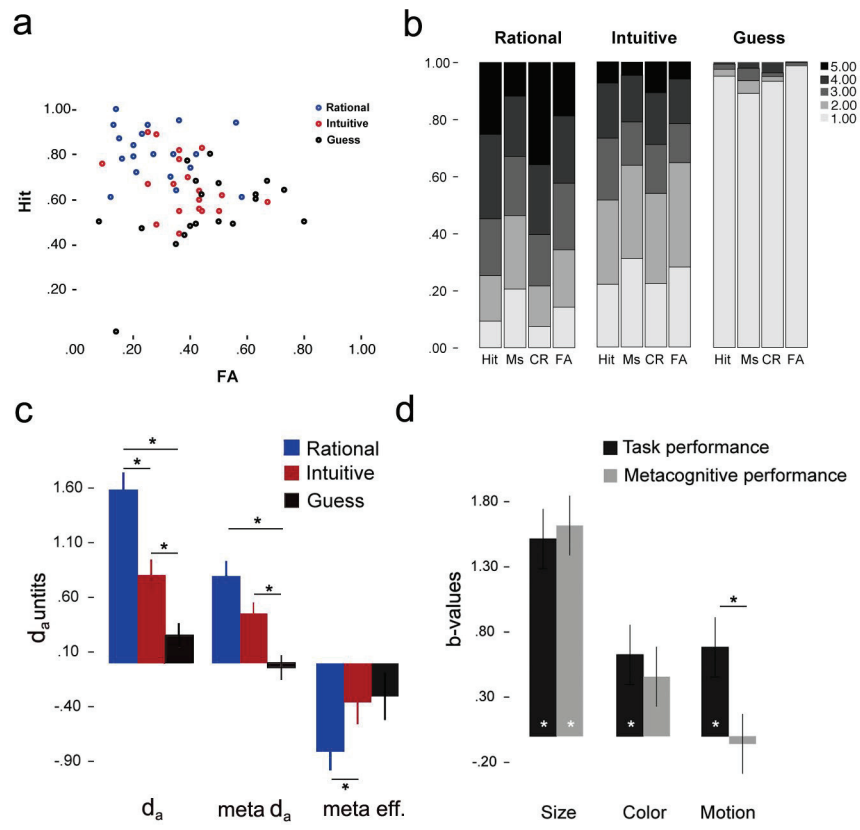 a
1.00
.80
.60
.40
.20
Hit
.00 .20 .40 .60 .80 1.00
FA
Rational
Intuitive
Guess
b
Rational Intuitive Guess
1.00
.80
.60
.40
.20
.00
Hit Ms CR FA Hit Ms CR FA Hit Ms CR FA
5.00
4.00
3.00
2.00
1.00
c
Rational
Intuitive
Guess
1.60
1.10
.60
.10
-.40
-.90
da untits
* * *
* *
*
da meta da meta eff.
d
Task performance
Metacognitive performance
1.80
1.30
.80
.30
-.20
b-values
*
* * * *
Size Color Motion